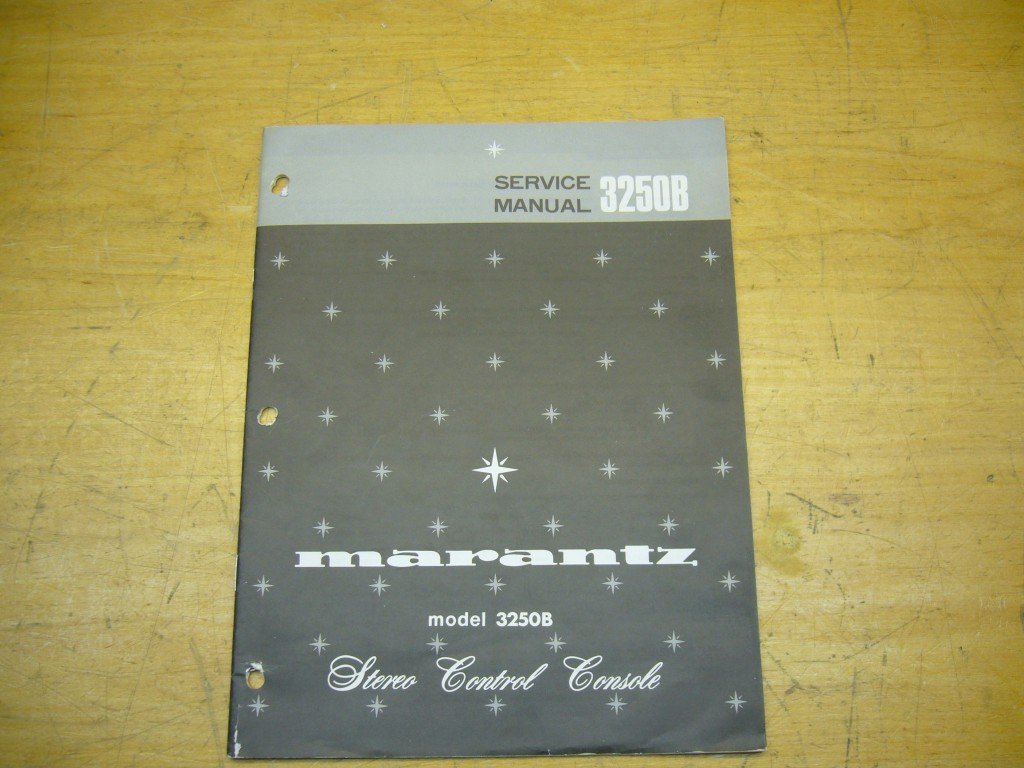 SERVICE
MANUAL 3250B
marantz
model 3250B
Stereo Control Console